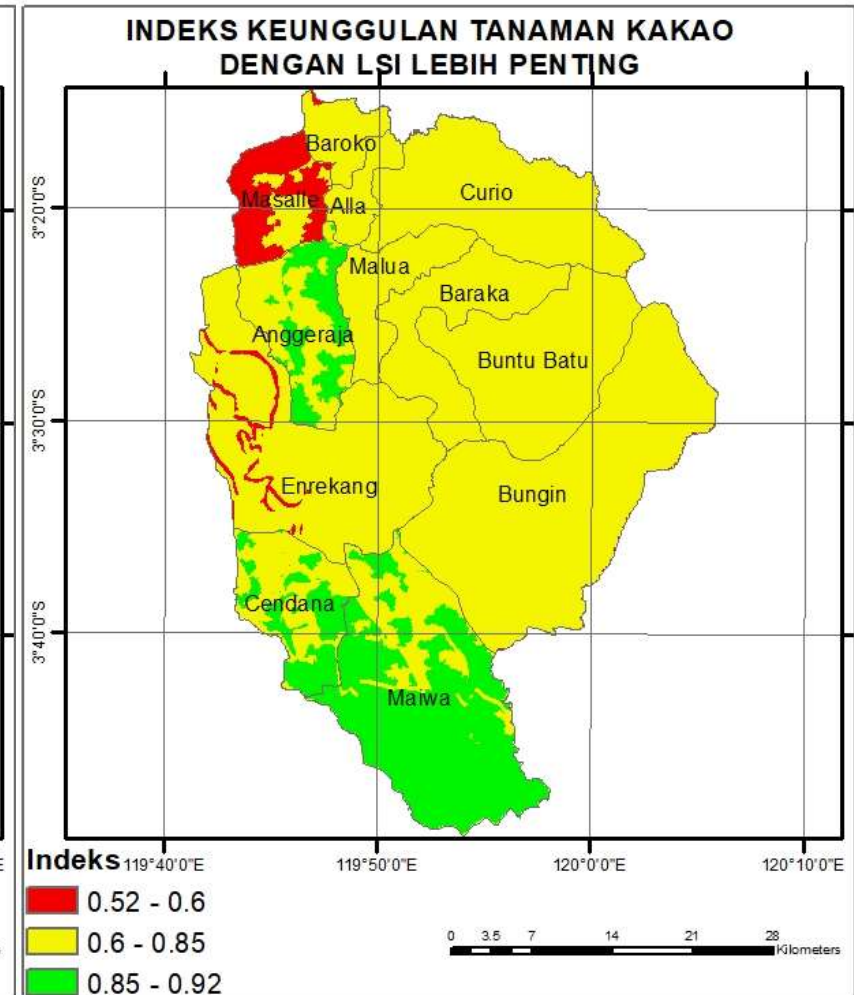 INDEKS KEUNGGULAN TANAMAN KAKAO
DENGAN LSI LEBIH PENTING
Baroko
Masalle
Alla
Curio
3°20'0"S
Malua
Baraka
Anggeraja
Buntu Batu
3°30'0"S
Enrekang
Bungin
Cendana
3°40'0"S
Maiwa
E
119°40'0"E
119°50'0"E
120°0'0"E
120°10'0"E
Indeks
0.52 - 0.6
0.6 - 0.85
0.85 - 0.92
0 3.5 7 14 21 28
Kilometers